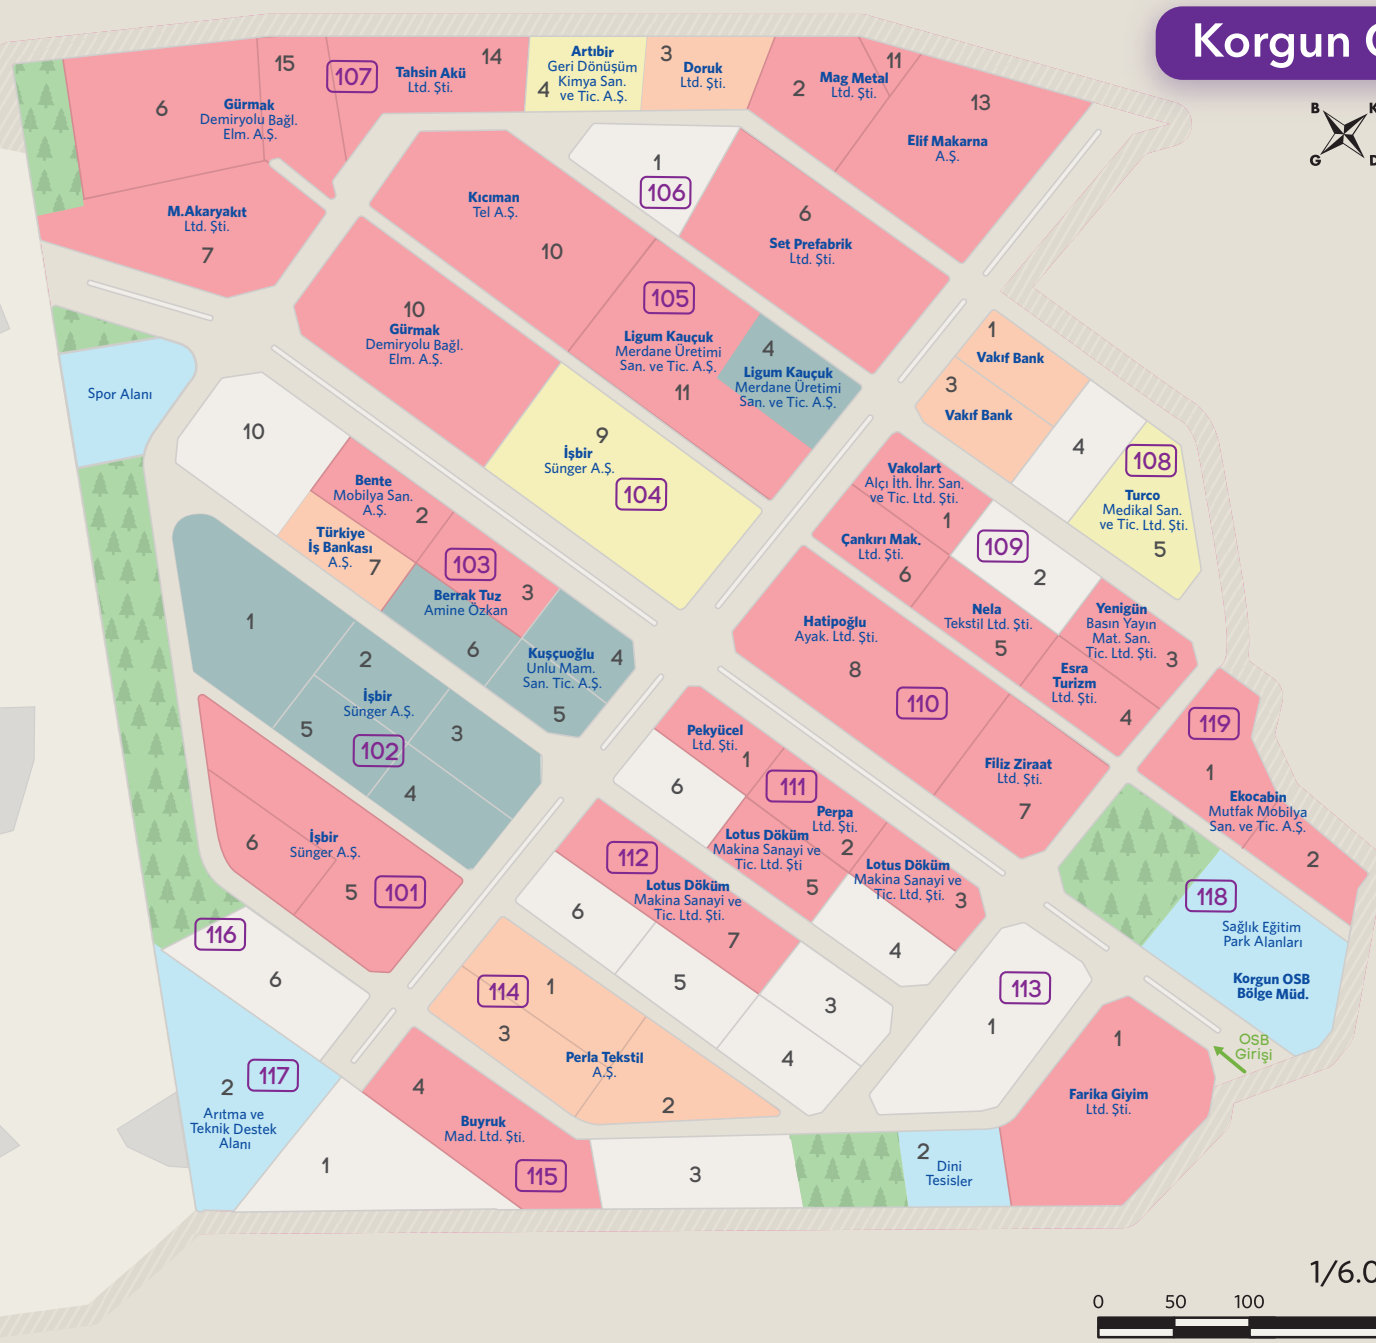 Korgun
B
K
G
D
15
107
14
Tahsin Akü
Ltd. Şti.
6
Gürmak
Demiryolu Bağl.
Elm. A.Ş.
Artıbir
Geri Dönüşüm
Kimya San.
ve Tic. A.Ş.
4
3
Doruk
Ltd. Şti.
2
Mag Metal
Ltd. Şti.
11
13
Elif Makarna
A.Ş.
M.Akaryakıt
Ltd. Şti.
7
Kıcıman
Tel A.Ş.
10
1
106
6
Set Prefabrik
Ltd. Şti.
10
Gürmak
Demiryolu Bağl.
Elm. A.Ş.
105
Ligum Kauçuk
Merdane Üretimi
San. ve Tic. A.Ş.
11
4
Ligum Kauçuk
Merdane Üretimi
San. ve Tic. A.Ş.
1
Vakıf Bank
3
Vakıf Bank
4
108
Turco
Medikal San.
ve Tic. Ltd. Şti.
5
Spor Alanı
10
9
İşbir
Sünger A.Ş.
104
Bente
Mobilya San.
A.Ş.
2
Türkiye
İş Bankası
A.Ş.
7
103
3
Berrak Tuz
Amine Özkan
6
Kuşçuoğlu
Unlu Mam.
San. Tic. A.Ş.
4
5
Vakolart
Alçı İth. İhr. San.
ve Tic. Ltd. Şti.
1
Çankırı Mak.
Ltd. Şti.
6
109
2
Nela
Tekstil Ltd. Şti.
5
Yenigün
Basın Yayın
Mat. San.
Tic. Ltd. Şti.
3
Esra
Turizm
Ltd. Şti.
4
Hatipoğlu
Ayak. Ltd. Şti.
8
110
Filiz Ziraat
Ltd. Şti.
7
1
2
İşbir
Sünger A.Ş.
5
102
3
4
119
1
Ekocabin
Mutfak Mobilya
San. ve Tic. A.Ş.
2
Pekyücel
Ltd. Şti.
1
6
111
Perpa
Ltd. Şti.
2
Lotus Döküm
Makina Sanayi ve
Tic. Ltd. Şti
5
Lotus Döküm
Makina Sanayi ve
Tic. Ltd. Şti.
3
4
6
İşbir
Sünger A.Ş.
5
101
112
Lotus Döküm
Makina Sanayi ve
Tic. Ltd. Şti.
7
6
5
3
4
118
Sağlık Eğitim
Park Alanları
Korgun OSB
Bölge Müd.
116
6
114
1
3
Perla Tekstil
A.Ş.
2
113
1
OSB
Girişi
1
Farika Giyim
Ltd. Şti.
117
2
Arıtma ve
Teknik Destek
Alanı
1
4
Buyruk
Mad. Ltd. Şti.
115
3
2
Dini
Tesisler
1/6.0
0
50
100